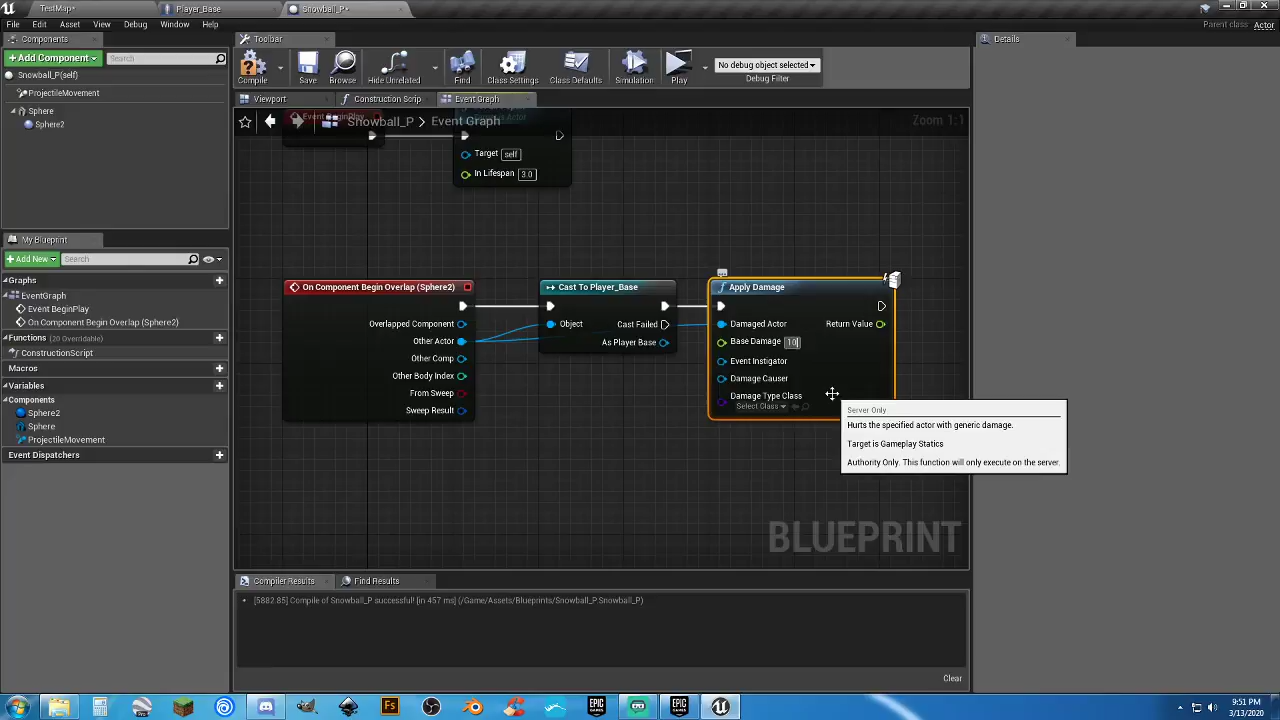 TestMap*
Player_Base
Snowball_P*
File Edit Asset View Debug Window Help
Parent class: Actor
Components
Toolbar
Details
+Add Component
Search
Snowball_P(self)
ProjectileMovement
Sphere
Sphere2
Compile
Save
Browse
Hide Unrelated
Find
Class Settings
Class Defaults
Simulation
Play
No debug object selected
Debug Filter
Viewport
Construction Scrip
Event Graph
Snowball_P > Event Graph
Zoom 1:1
Event BeginPlay
Target self
In Lifespan 3.0
My Blueprint
+Add New
Search
Graphs
EventGraph
Event BeginPlay
On Component Begin Overlap (Sphere2)
Functions (20 Overridable)
ConstructionScript
Macros
Variables
Components
Sphere2
Sphere
ProjectileMovement
Event Dispatchers
On Component Begin Overlap (Sphere2)
Overlapped Component
Other Actor
Other Comp
Other Body Index
From Sweep
Sweep Result
Cast To Player_Base
Object
Cast Failed
As Player Base
Apply Damage
Damaged Actor
Return Value
Base Damage 10
Event Instigator
Damage Causer
Damage Type Class
Select Class
Server Only
Hurts the specified actor with generic damage.
Target is Gameplay Statics
Authority Only. This function will only execute on the server.
BLUEPRINT
Compiler Results
Find Results
[5882.85] Compile of Snowball_P successful! [in 457 ms] (/Game/Assets/Blueprints/Snowball_P.Snowball_P)
Clear
Pro
Fs
EPIC GAMES
EPIC GAMES
9:51 PM
3/13/2020